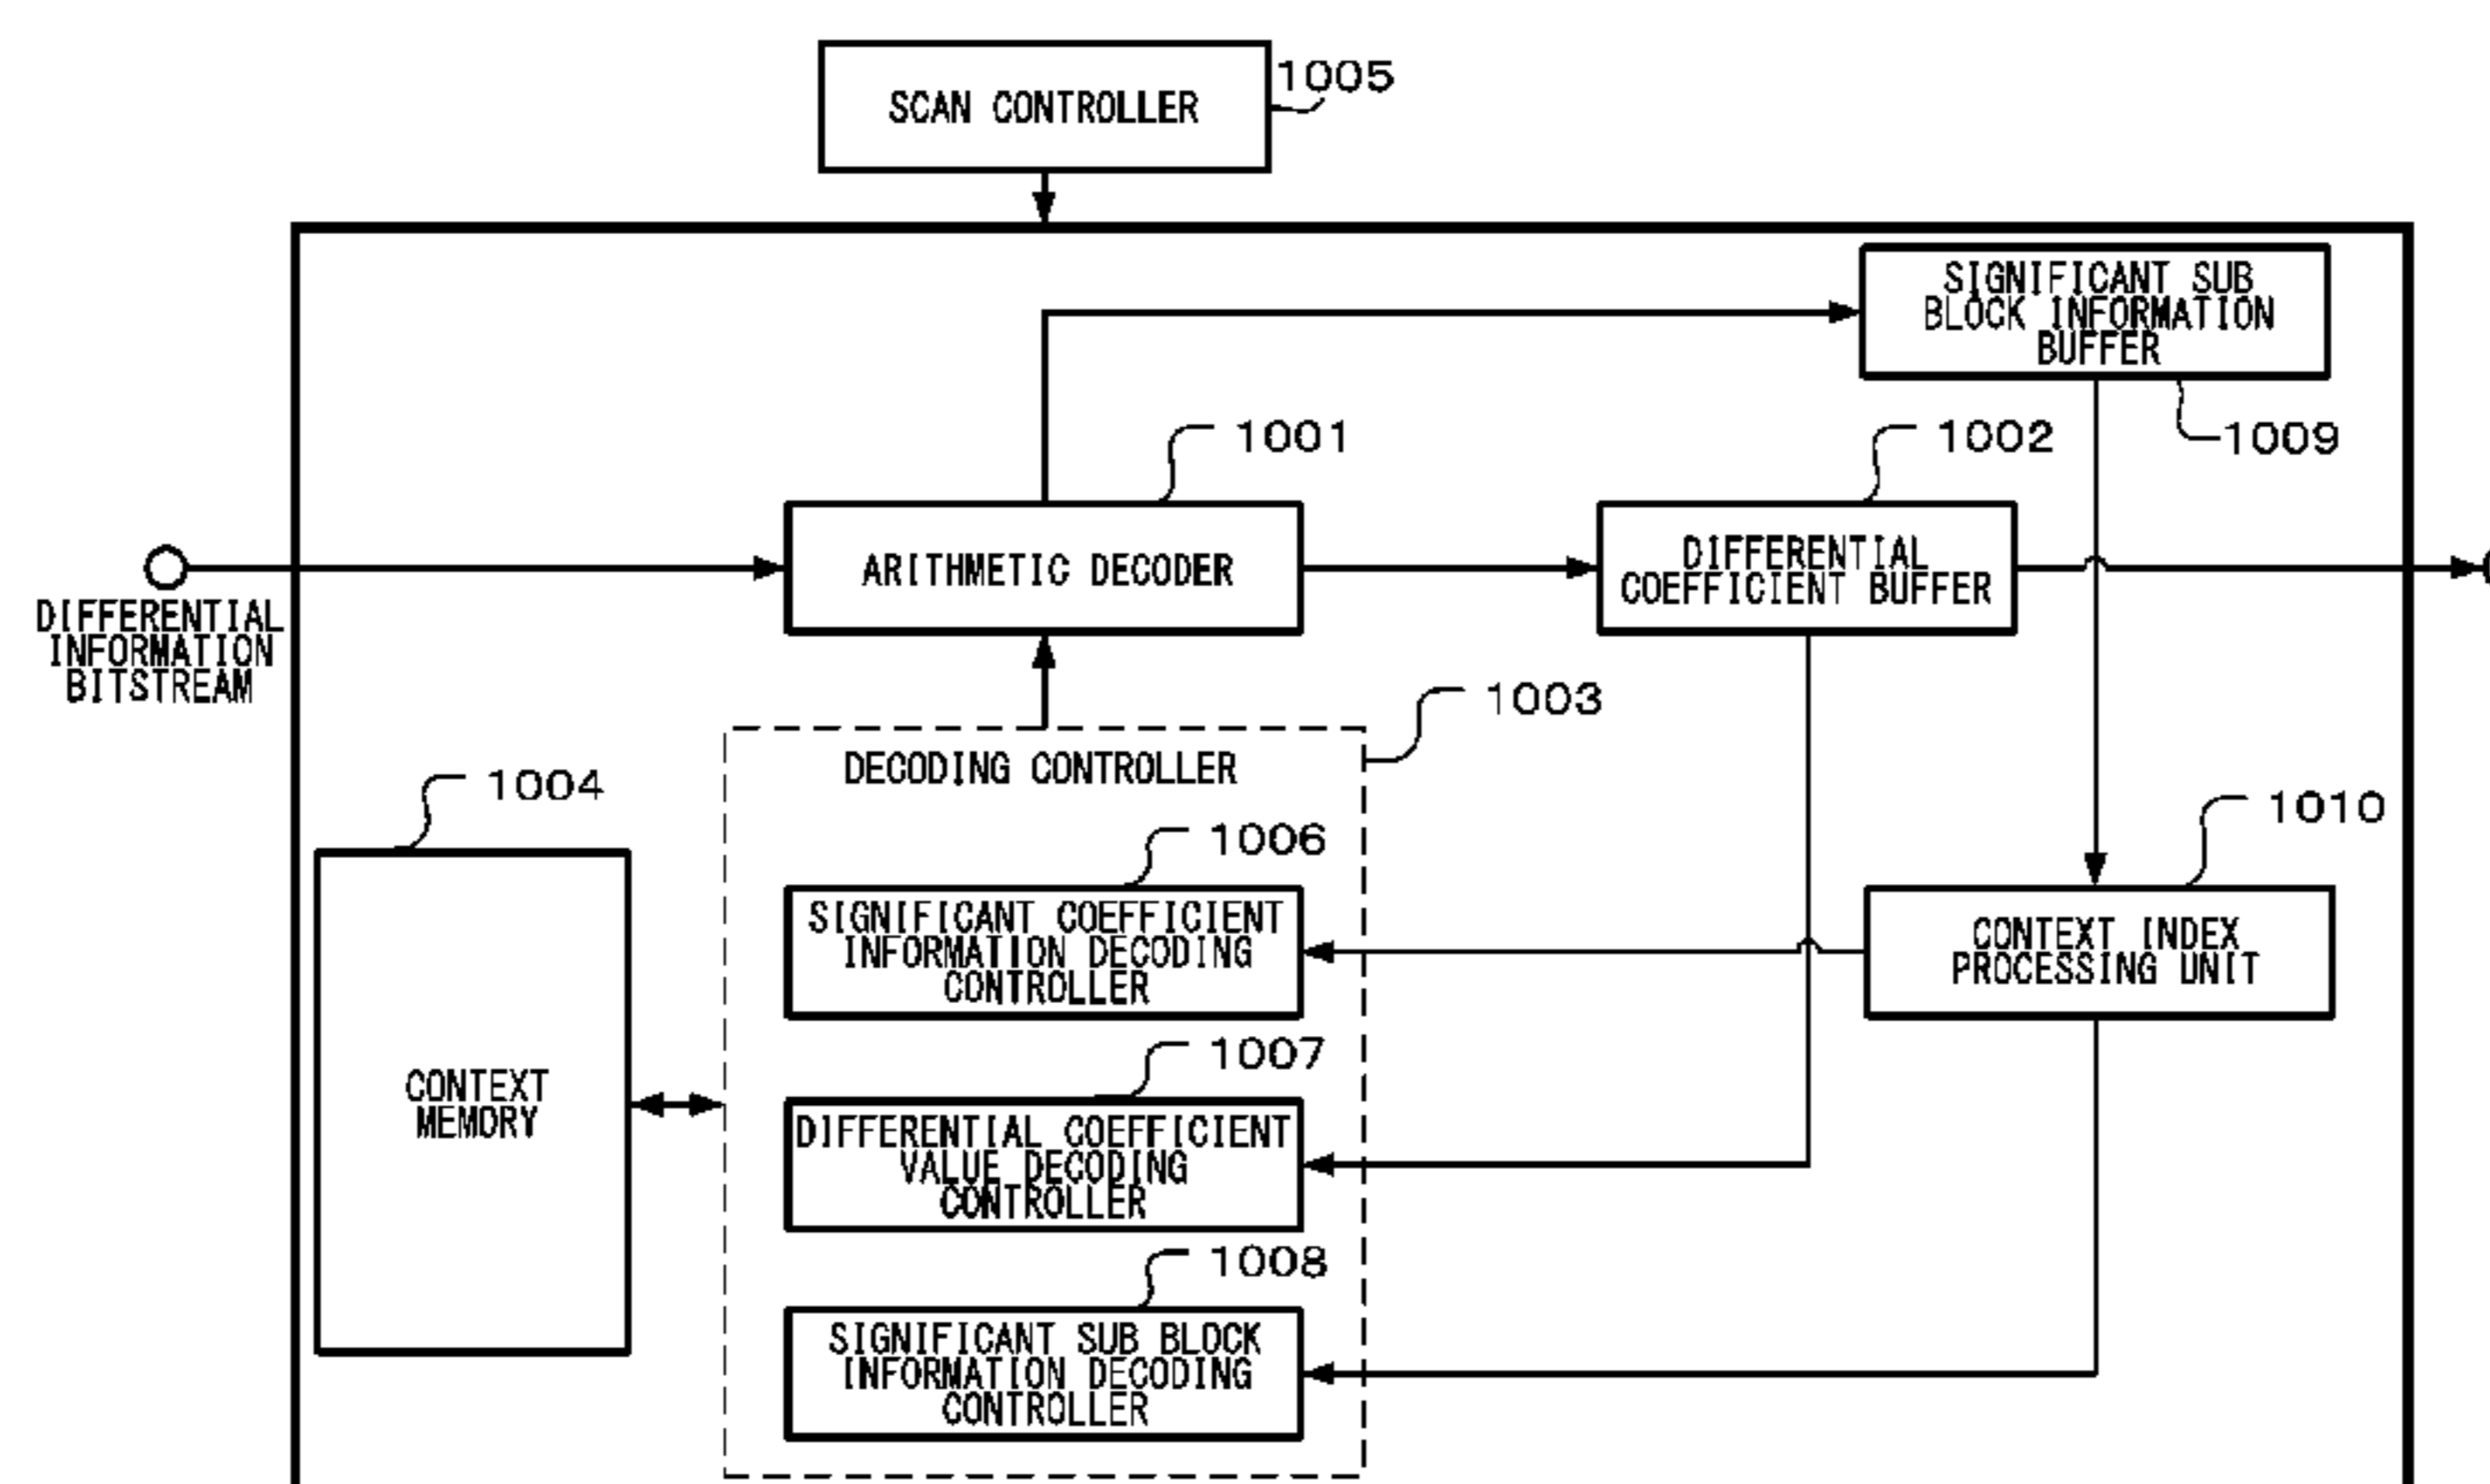 SCAN CONTROLLER
1005
SIGNIFICANT SUB
BLOCK INFORMATION
BUFFER
1009
1001
1002
ARITHMETIC DECODER
DIFFERENTIAL
COEFFICIENT BUFFER
DIFFERENTIAL
INFORMATION
BITSTREAM
1003
DECODING CONTROLLER
1004
1006
1010
SIGNIFICANT COEFFICIENT
INFORMATION DECODING
CONTROLLER
CONTEXT INDEX
PROCESSING UNIT
CONTEXT
MEMORY
1007
DIFFERENTIAL COEFFICIENT
VALUE DECODING
CONTROLLER
1008
SIGNIFICANT SUB BLOCK
INFORMATION DECODING
CONTROLLER